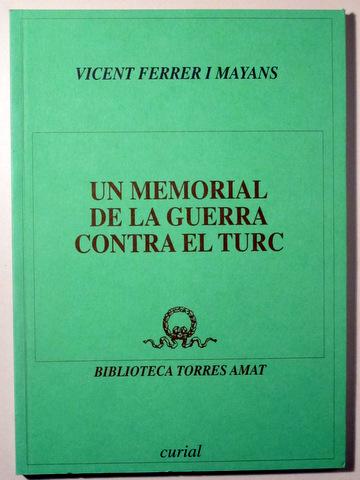 VICENT FERRER I MAYANS
UN MEMORIAL
DE LA GUERRA
CONTRA EL TURC
BIBLIOTECA TORRES AMAT
curial